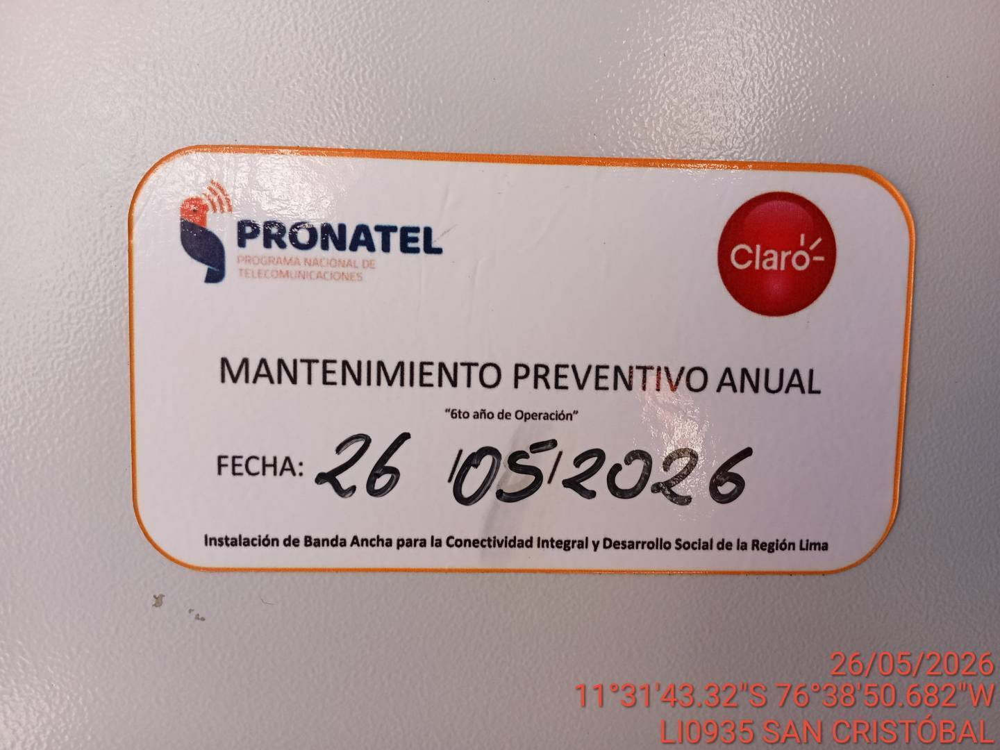 PRONATEL
PROGRAMA NACIONAL DE
TELECOMUNICACIONES
Claro
MANTENIMIENTO PREVENTIVO ANUAL
“6to año de Operación”
FECHA: 26 /05/2026
Instalación de Banda Ancha para la Conectividad Integral y Desarrollo Social de la Región Lima
26/05/2026
11°31'43.32"S 76°38'50.682"W
LI0935 SAN CRISTÓBAL